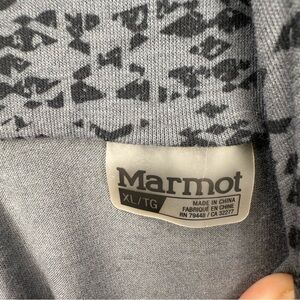 Marmot
XL/TG
MADE IN CHINA
FABRIQUÉ EN CHINE
RN 79448 / CA 32277